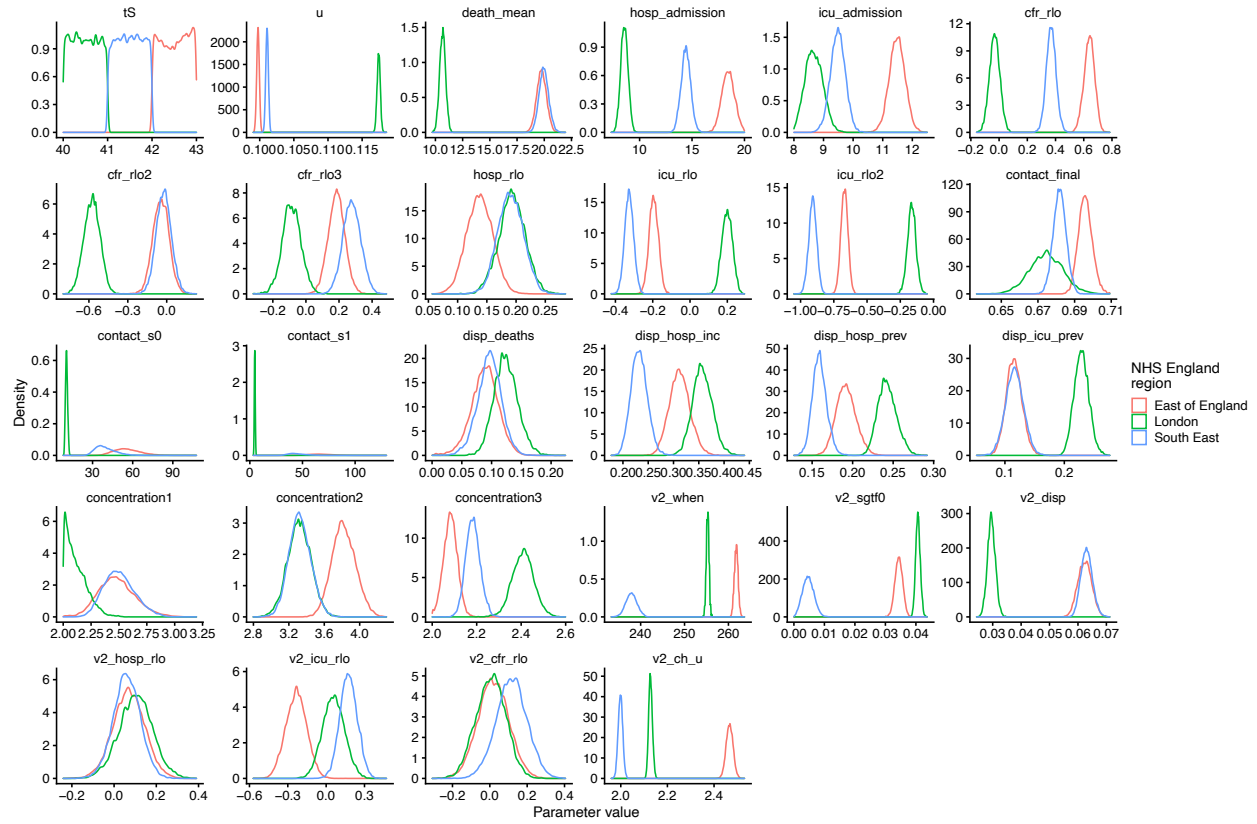 tS u death_mean hosp_admission icu_admission cfr_rlo
0.0 0.3 0.6 0.9
40 41 42 43
0 500 1000 1500 2000
0.100 0.105 0.110 0.115
0.0 0.5 1.0 1.5
10.0 12.5 15.0 17.5 20.0 22.5
0.0 0.3 0.6 0.9
10 15 20
0.0 0.5 1.0 1.5
8 9 10 11 12
0 3 6 9 12
−0.2 0.0 0.2 0.4 0.6 0.8
cfr_rlo2 cfr_rlo3 hosp_rlo icu_rlo icu_rlo2 contact_final
0 2 4 6
−0.6 −0.3 0.0
0 2 4 6 8
−0.2 0.0 0.2 0.4
0 5 10 15
0.05 0.10 0.15 0.20 0.25
0 5 10 15
−0.4 −0.2 0.0 0.2
0 5 10 15
−1.00 −0.75 −0.50 −0.25 0.00
0 30 60 90 120
0.65 0.67 0.69 0.71
contact_s0 contact_s1 disp_deaths disp_hosp_inc disp_hosp_prev disp_icu_prev
0.0 0.2 0.4 0.6
30 60 90
0 1 2 3
0 50 100
0 5 10 15 20
0.00 0.05 0.10 0.15 0.20
0 5 10 15 20 25
0.20 0.25 0.30 0.35 0.40 0.45
0 10 20 30 40 50
0.15 0.20 0.25 0.30
0 10 20 30
0.1 0.2
concentration1 concentration2 concentration3 v2_when v2_sgtf0 v2_disp
0 2 4 6
2.00 2.25 2.50 2.75 3.00 3.25
0 1 2 3
2.8 3.2 3.6 4.0
0 5 10
2.0 2.2 2.4 2.6
0.0 0.5 1.0
240 250 260
0 200 400
0.00 0.01 0.02 0.03 0.04
0 100 200 300
0.03 0.04 0.05 0.06 0.07
v2_hosp_rlo v2_icu_rlo v2_cfr_rlo v2_ch_u
0 2 4 6
−0.2 0.0 0.2 0.4
0 2 4 6
−0.6 −0.3 0.0 0.3
0 1 2 3 4 5
−0.2 0.0 0.2 0.4
0 10 20 30 40 50
2.0 2.2 2.4
Density
Parameter value
NHS England
region
East of England
London
South East